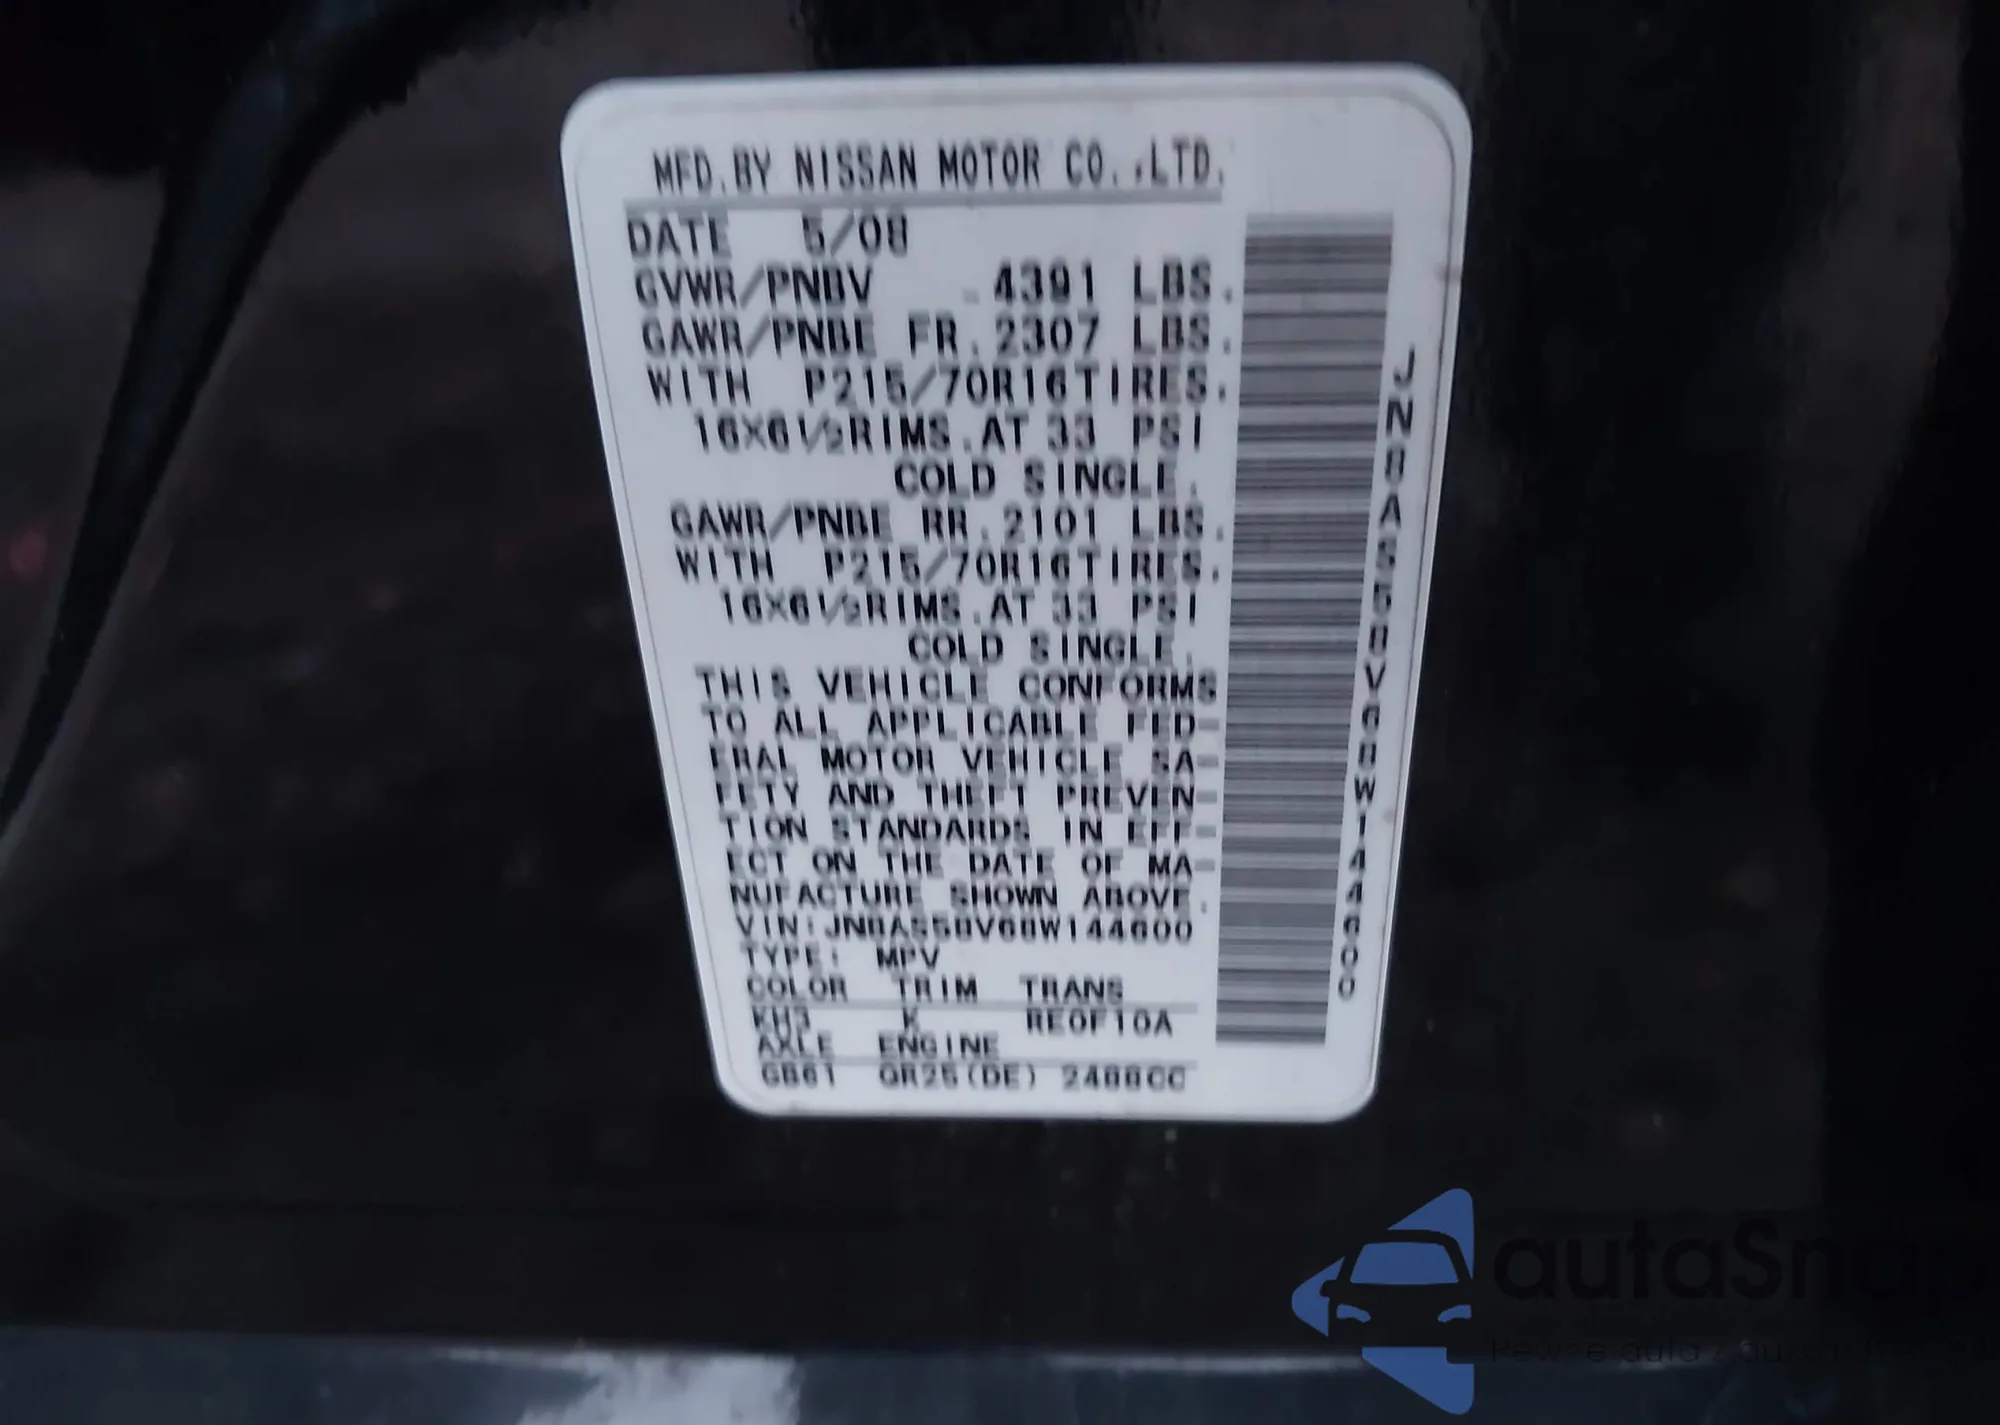 MFD.BY NISSAN MOTOR CO.,LTD.
DATE 5/08
GVWR/PNBV 4391 LBS.
GAWR/PNBE FR.2307 LBS.
WITH P215/70R16TIRES.
16X6½RIMS.AT 33 PSI
COLD SINGLE.
GAWR/PNBE RR.2101 LBS.
WITH P215/70R16TIRES.
16X6½RIMS.AT 33 PSI
COLD SINGLE.
THIS VEHICLE CONFORMS
TO ALL APPLICABLE FED-
ERAL MOTOR VEHICLE SA-
FETY AND THEFT PREVEN-
TION STANDARDS IN EFF-
ECT ON THE DATE OF MA-
NUFACTURE SHOWN ABOVE.
VIN:JN8AS58V68W144600
TYPE: MPV
COLOR TRIM TRANS
KH3 K RE0F10A
AXLE ENGINE
GB61 QR25(DE) 2488CC
JN8AS58V68W144600
autaSnap
Pewne auta